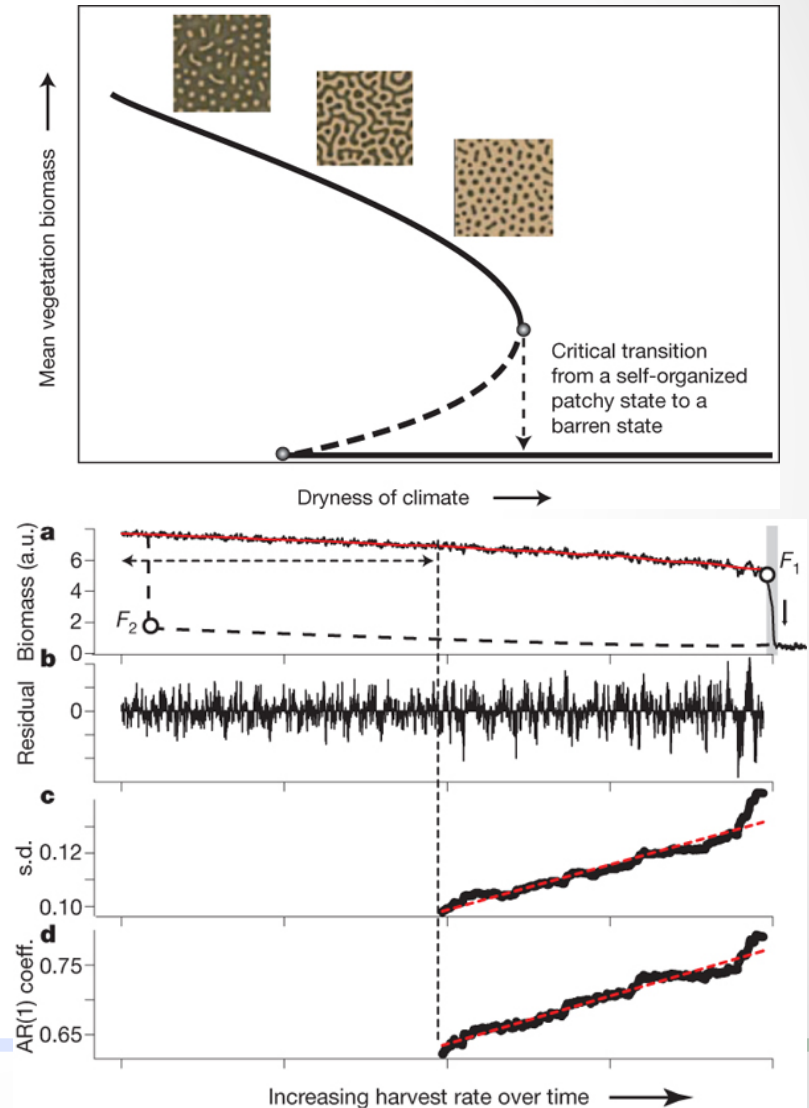 Mean vegetation biomass
Critical transition
from a self-organized
patchy state to a
barren state
Dryness of climate
a
Biomass (a.u.)
6
4
2
0
F1
F2
b
Residual
0
c
s.d.
0.12
0.10
d
AR(1) coeff.
0.75
0.65
Increasing harvest rate over time